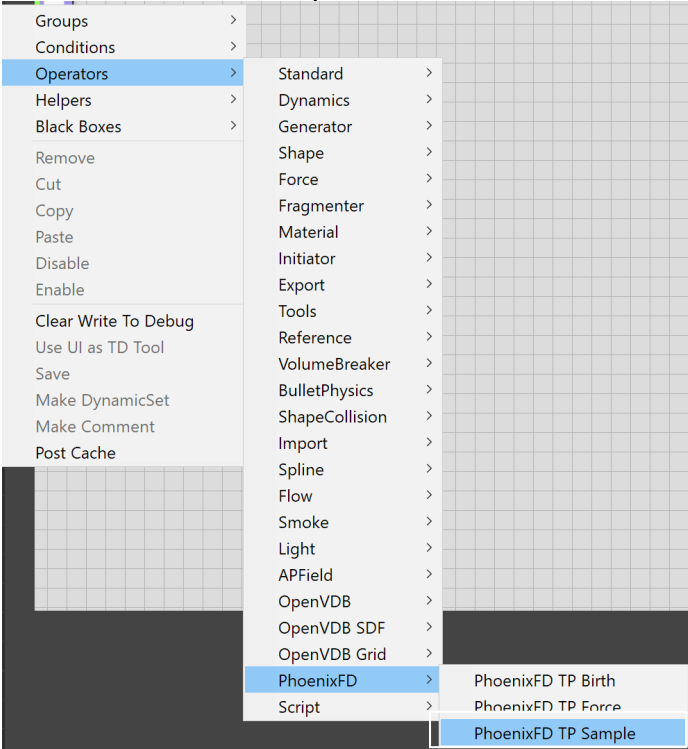 Groups
Conditions
Operators
Helpers
Black Boxes
Remove
Cut
Copy
Paste
Disable
Enable
Clear Write To Debug
Use UI as TD Tool
Save
Make DynamicSet
Make Comment
Post Cache
Standard
Dynamics
Generator
Shape
Force
Fragmenter
Material
Initiator
Export
Tools
Reference
VolumeBreaker
BulletPhysics
ShapeCollision
Import
Spline
Flow
Smoke
Light
APField
OpenVDB
OpenVDB SDF
OpenVDB Grid
PhoenixFD
Script
PhoenixFD TP Birth
PhoenixFD TP Force
PhoenixFD TP Sample